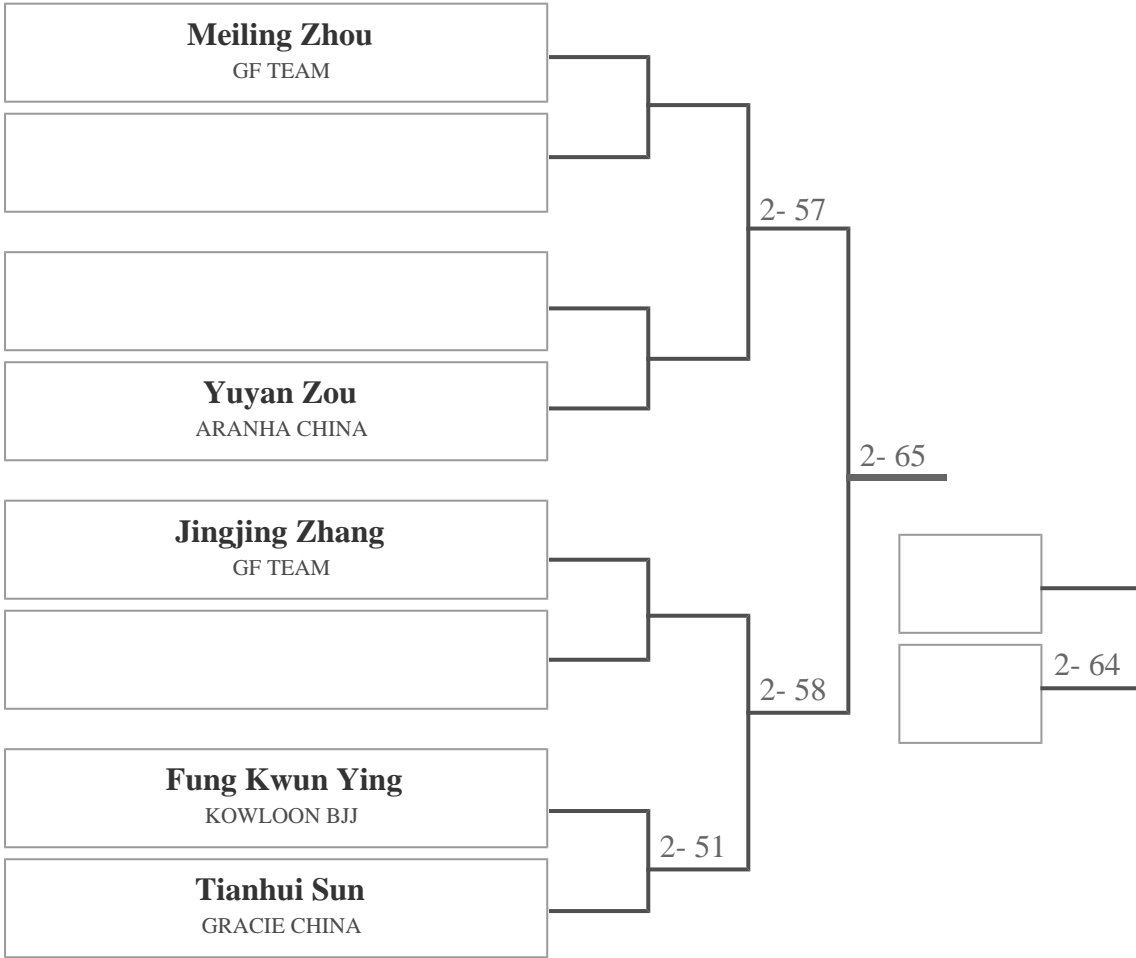 Meiling Zhou
GF TEAM
2- 57
Yuyan Zou
ARANHA CHINA
2- 65
Jingjing Zhang
GF TEAM
2- 64
2- 58
Fung Kwun Ying
KOWLOON BJJ
2- 51
Tianhui Sun
GRACIE CHINA